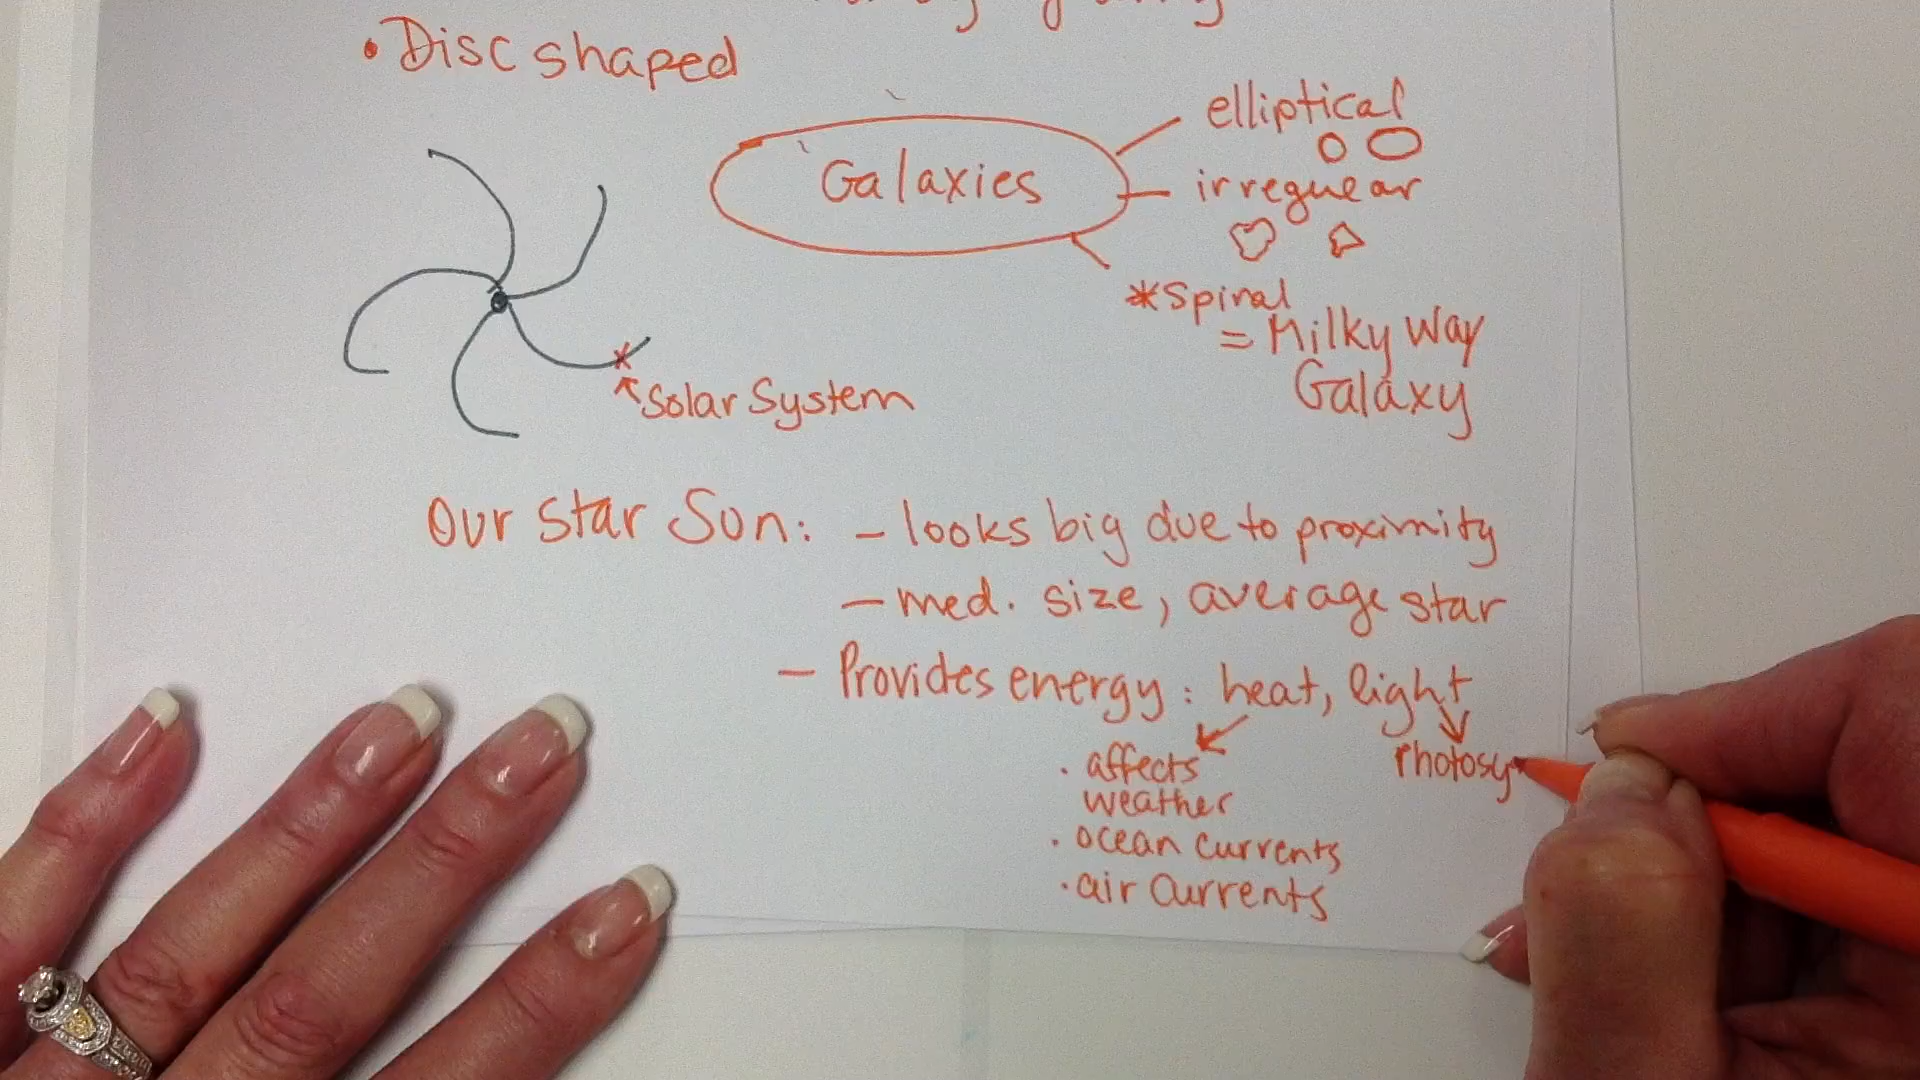 • Disc shaped
Galaxies
elliptical
irreguear
*Spiral
= Milky Way
Galaxy
Solar System
Our Star Sun: - looks big due to proximity
- med. size, average star
- Provides energy: heat, light
• affects
weather
• ocean currents
• air currents
Photosy